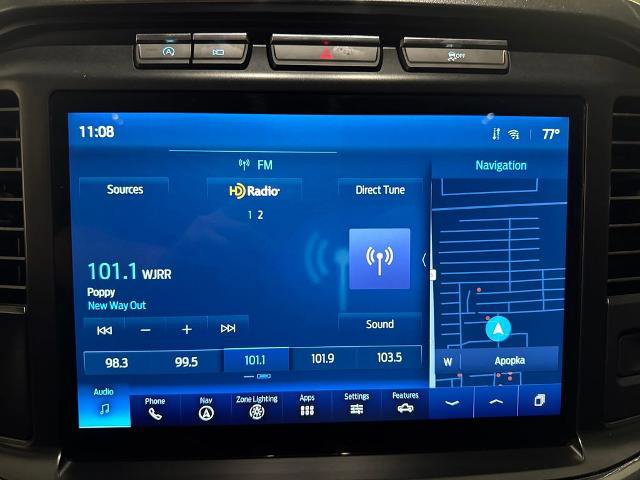 OFF
11:08
77°
FM
Navigation
Sources
HD Radio
Direct Tune
1 2
101.1 WJRR
Poppy
New Way Out
Sound
98.3 99.5 101.1 101.9 103.5
W Apopka
Audio Phone Nav Zone Lighting Apps Settings Features